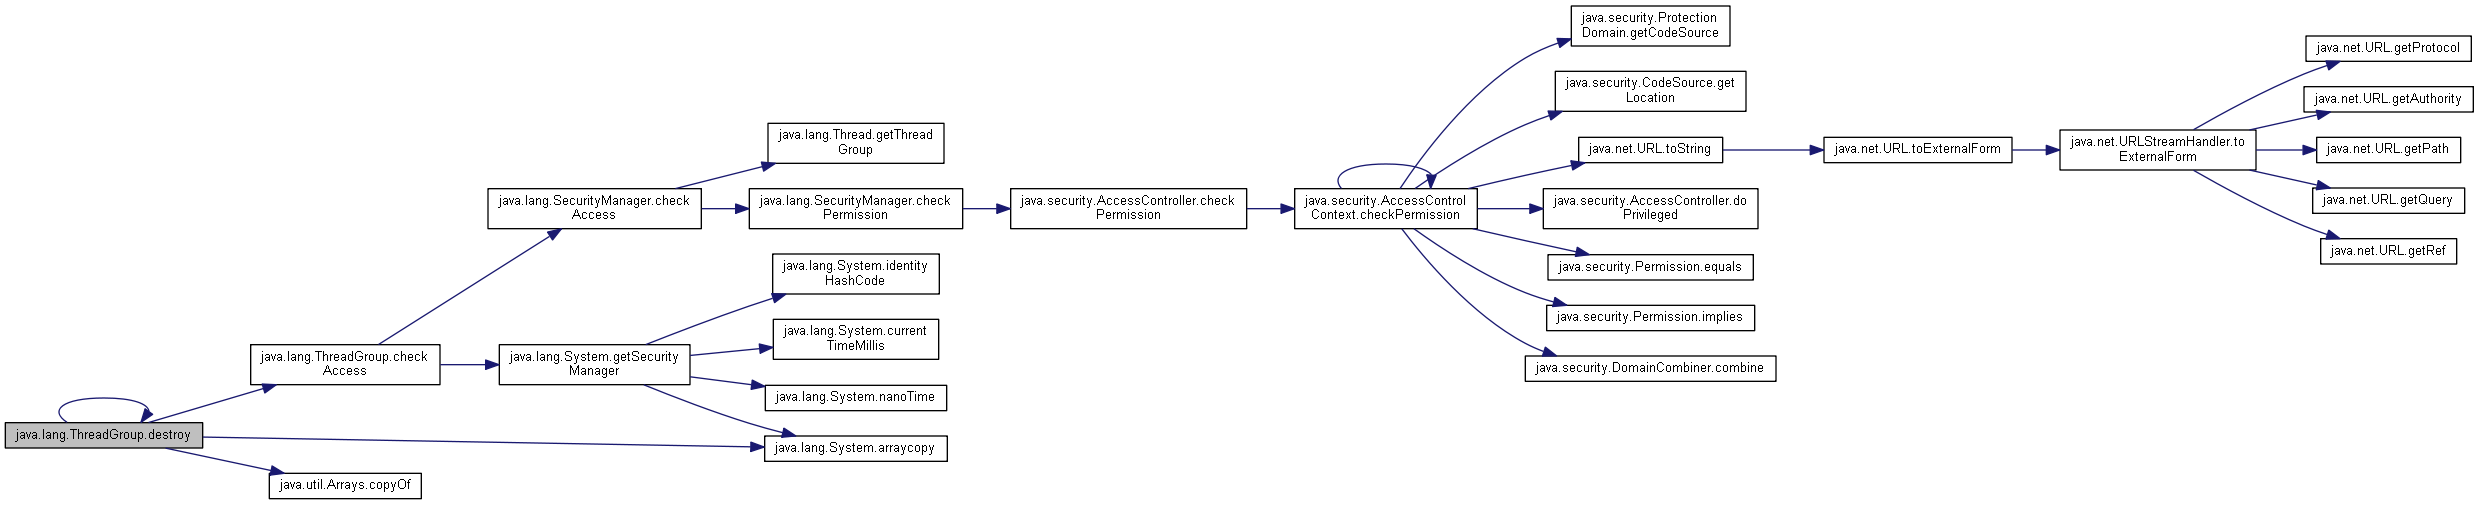 java.security.Protection
Domain.getCodeSource
java.net.URL.getProtocol
java.security.CodeSource.get
Location
java.net.URL.getAuthority
java.lang.Thread.getThread
Group
java.net.URL.toString
java.net.URL.toExternalForm
java.net.URLStreamHandler.to
ExternalForm
java.net.URL.getPath
java.lang.SecurityManager.check
Access
java.lang.SecurityManager.check
Permission
java.security.AccessController.check
Permission
java.security.AccessControl
Context.checkPermission
java.security.AccessController.do
Privileged
java.net.URL.getQuery
java.net.URL.getRef
java.lang.System.identity
HashCode
java.security.Permission.equals
java.security.Permission.implies
java.lang.System.current
TimeMillis
java.lang.ThreadGroup.check
Access
java.lang.System.getSecurity
Manager
java.security.DomainCombiner.combine
java.lang.System.nanoTime
java.lang.ThreadGroup.destroy
java.lang.System.arraycopy
java.util.Arrays.copyOf